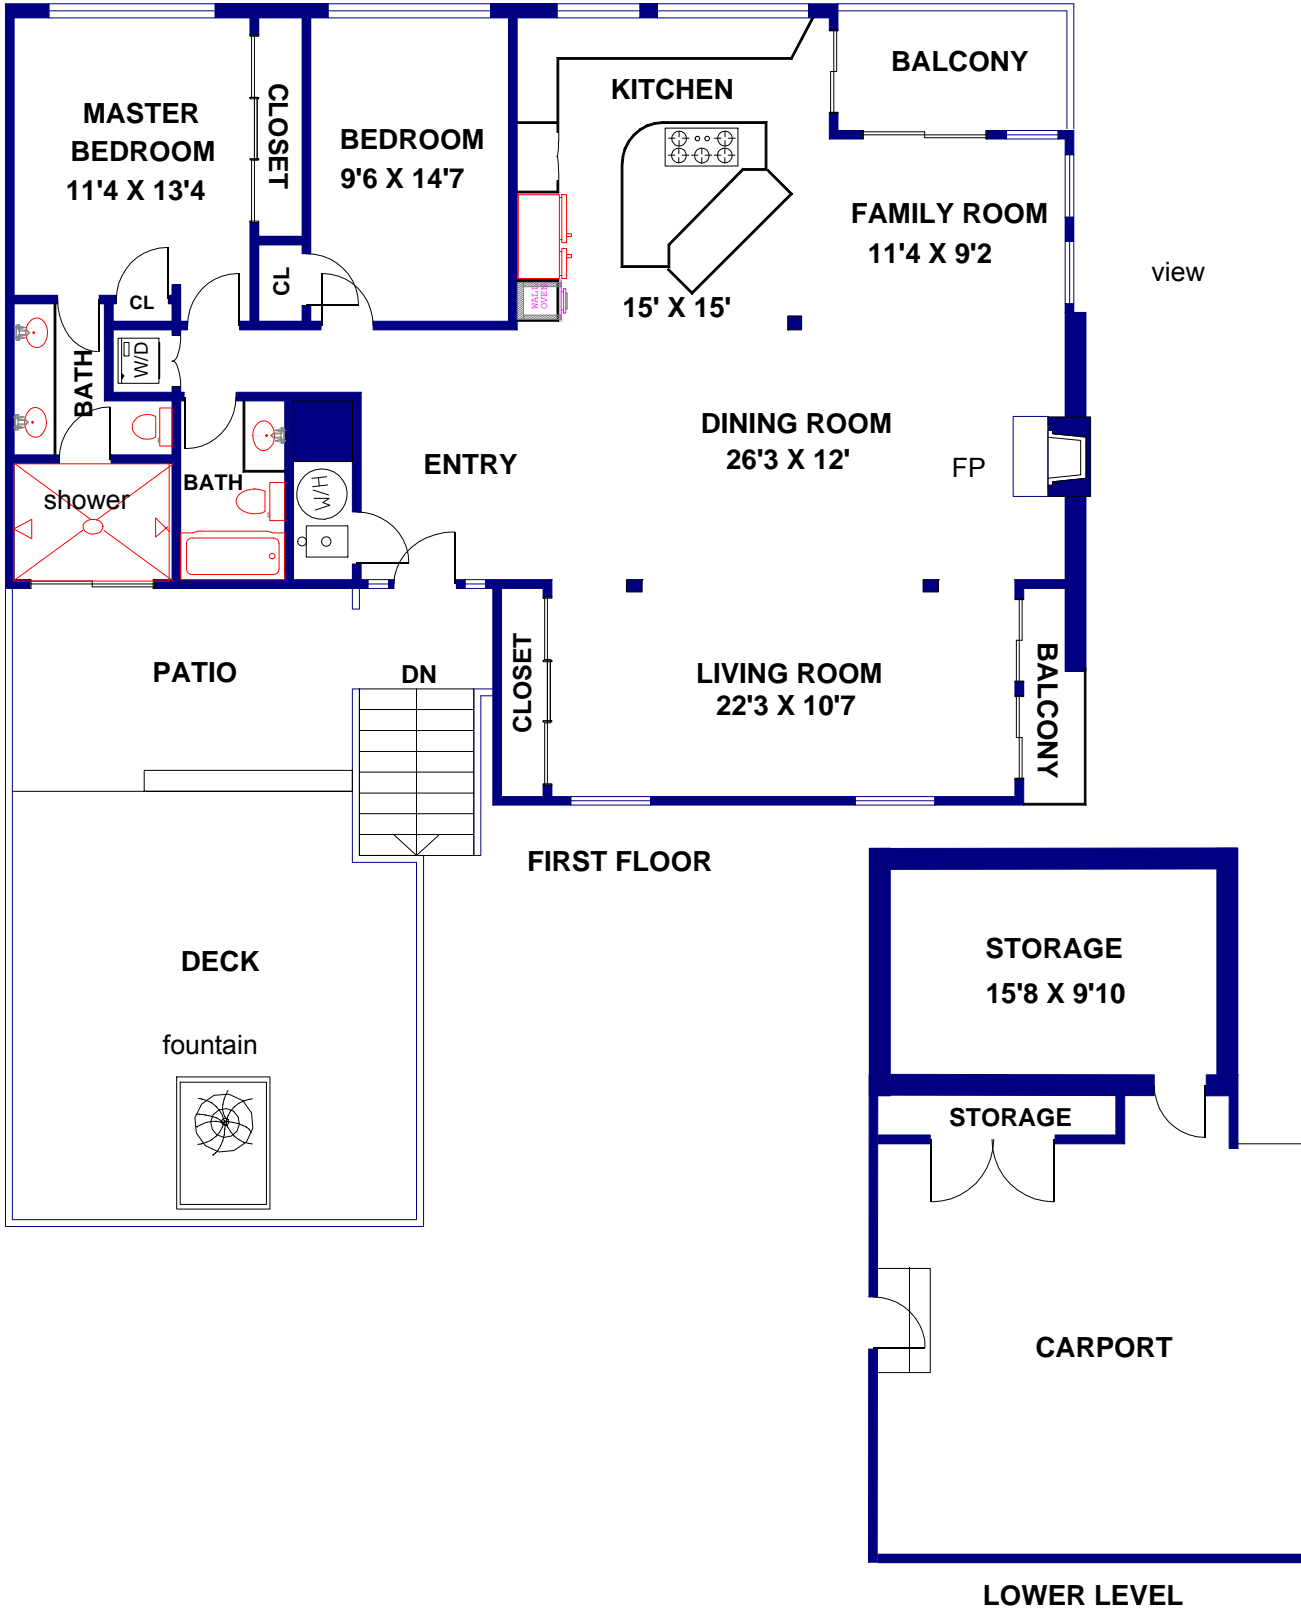 BALCONY
KITCHEN
MASTER
BEDROOM
11'4 X 13'4
CLOSET
BEDROOM
9'6 X 14'7
FAMILY ROOM
11'4 X 9'2
view
CL
CL
WALL
OVEN
15' X 15'
W/D
BATH
DINING ROOM
26'3 X 12'
ENTRY
FP
shower
BATH
W/H
PATIO
DN
CLOSET
LIVING ROOM
22'3 X 10'7
BALCONY
FIRST FLOOR
DECK
fountain
STORAGE
15'8 X 9'10
STORAGE
CARPORT
LOWER LEVEL